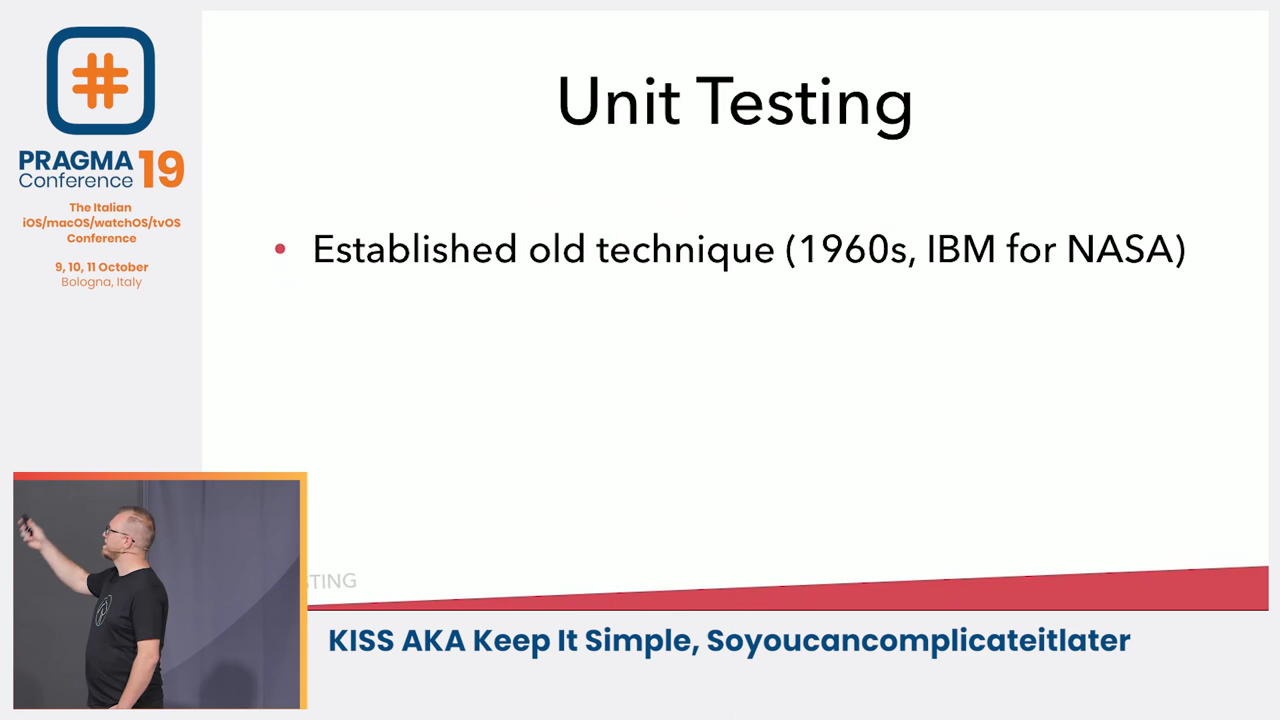 #
PRAGMA
Conference
19
The Italian
iOS/macOS/watchOS/tvOS
Conference
9, 10, 11 October
Bologna, Italy
Unit Testing
• Established old technique (1960s, IBM for NASA)
STING
KISS AKA Keep It Simple, Soyoucancomplicateitlater